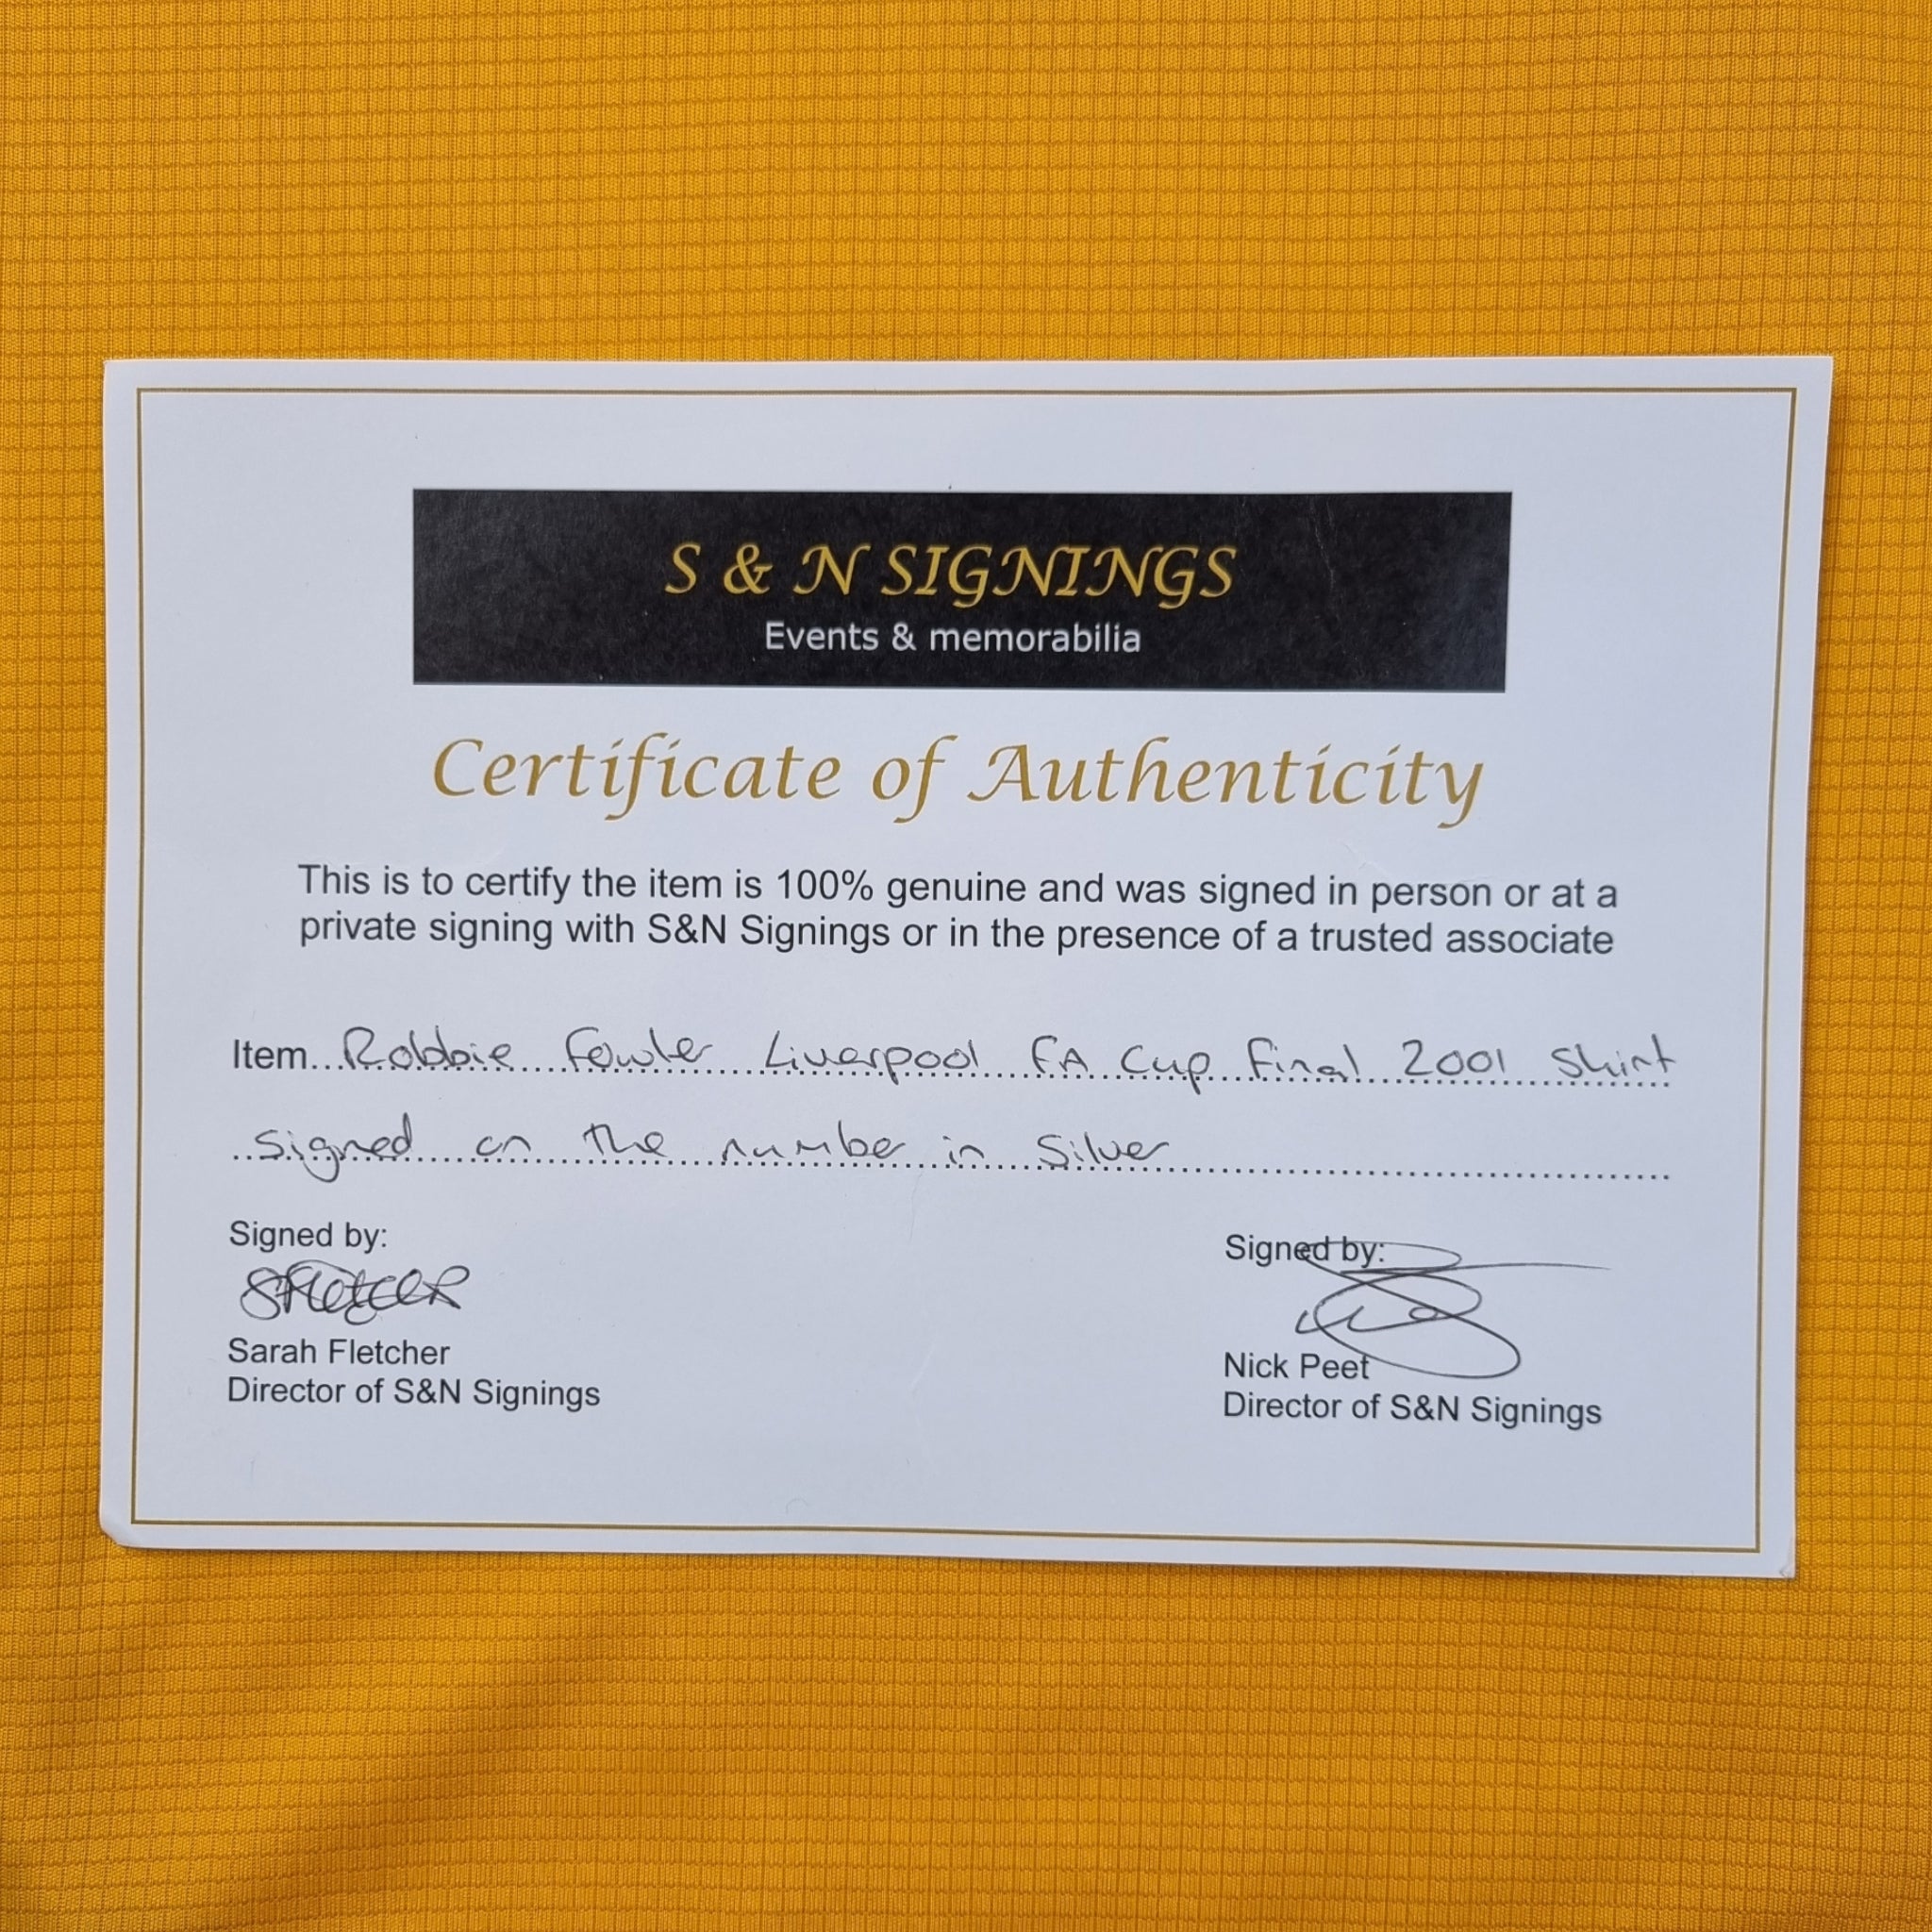 S & N SIGNINGS
Events & memorabilia
Certificate of Authenticity
This is to certify the item is 100% genuine and was signed in person or at a
private signing with S&N Signings or in the presence of a trusted associate
Item...Robbie Fowler Liverpool FA Cup Final 2001 Shirt
signed on the number in silver
Signed by:
SFletcher
Sarah Fletcher
Director of S&N Signings
Signed by:
Nick Peet
Director of S&N Signings